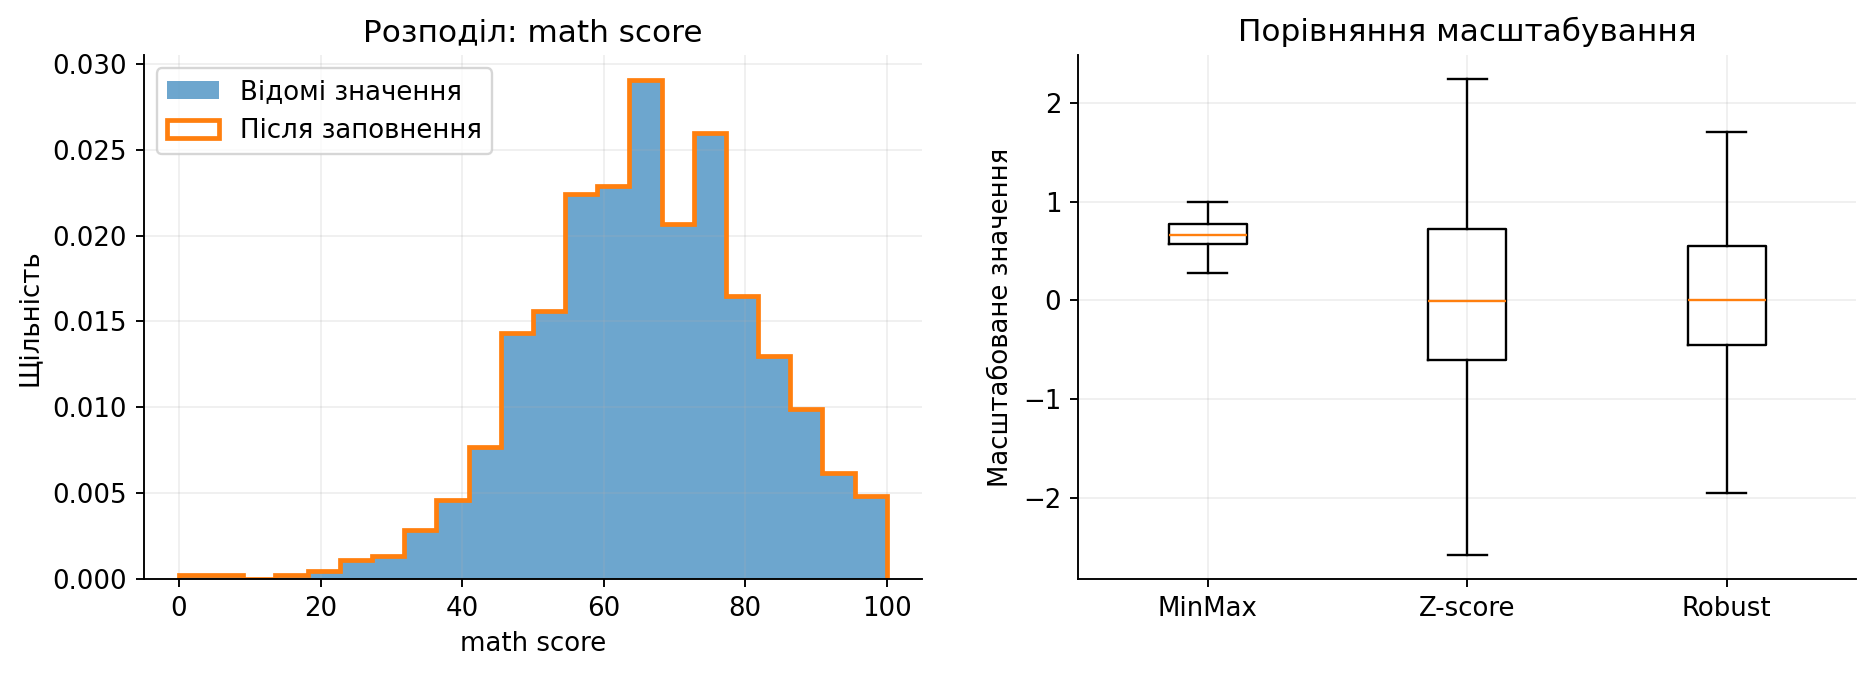 Розподіл: math score
0.030
0.025
0.020
0.015
0.010
0.005
0.000
Щільність
Відомі значення
Після заповнення
0 20 40 60 80 100
math score
Порівняння масштабування
2
1
0
−1
−2
Масштабоване значення
MinMax Z-score Robust